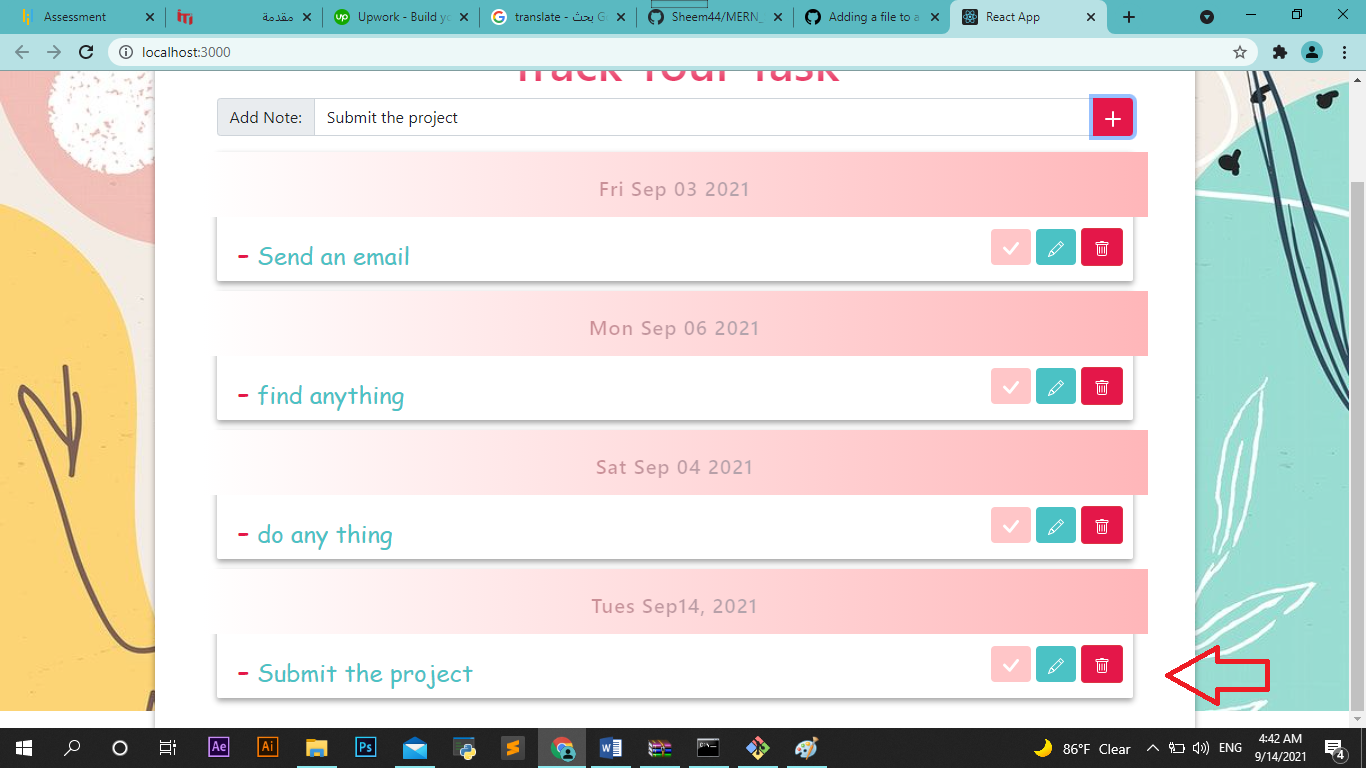 Assessment
مقدمة
Upwork - Build yo
translate - بحث G
Sheem44/MERN_
Adding a file to a
React App
localhost:3000
Track Your Task
Add Note:
Submit the project
Fri Sep 03 2021
- Send an email
Mon Sep 06 2021
- find anything
Sat Sep 04 2021
- do any thing
Tues Sep14, 2021
- Submit the project
Ae
Ai
Ps
W
86°F Clear
ENG
4:42 AM
9/14/2021
4